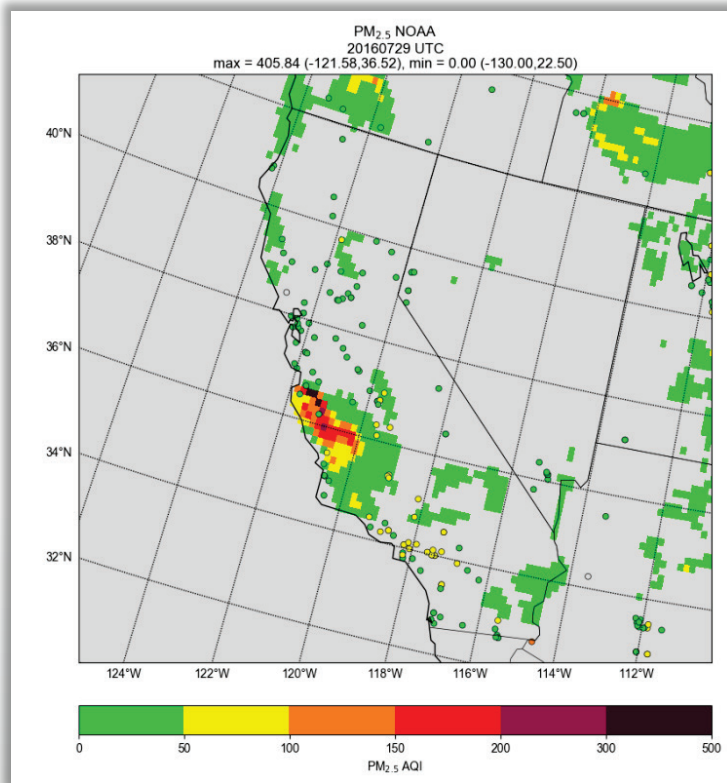 PM2.5 NOAA
20160729 UTC
max = 405.84 (-121.58,36.52), min = 0.00 (-130.00,22.50)
40°N
38°N
36°N
34°N
32°N
124°W
122°W
120°W
118°W
116°W
114°W
112°W
0
50
100
150
200
300
500
PM2.5 AQI